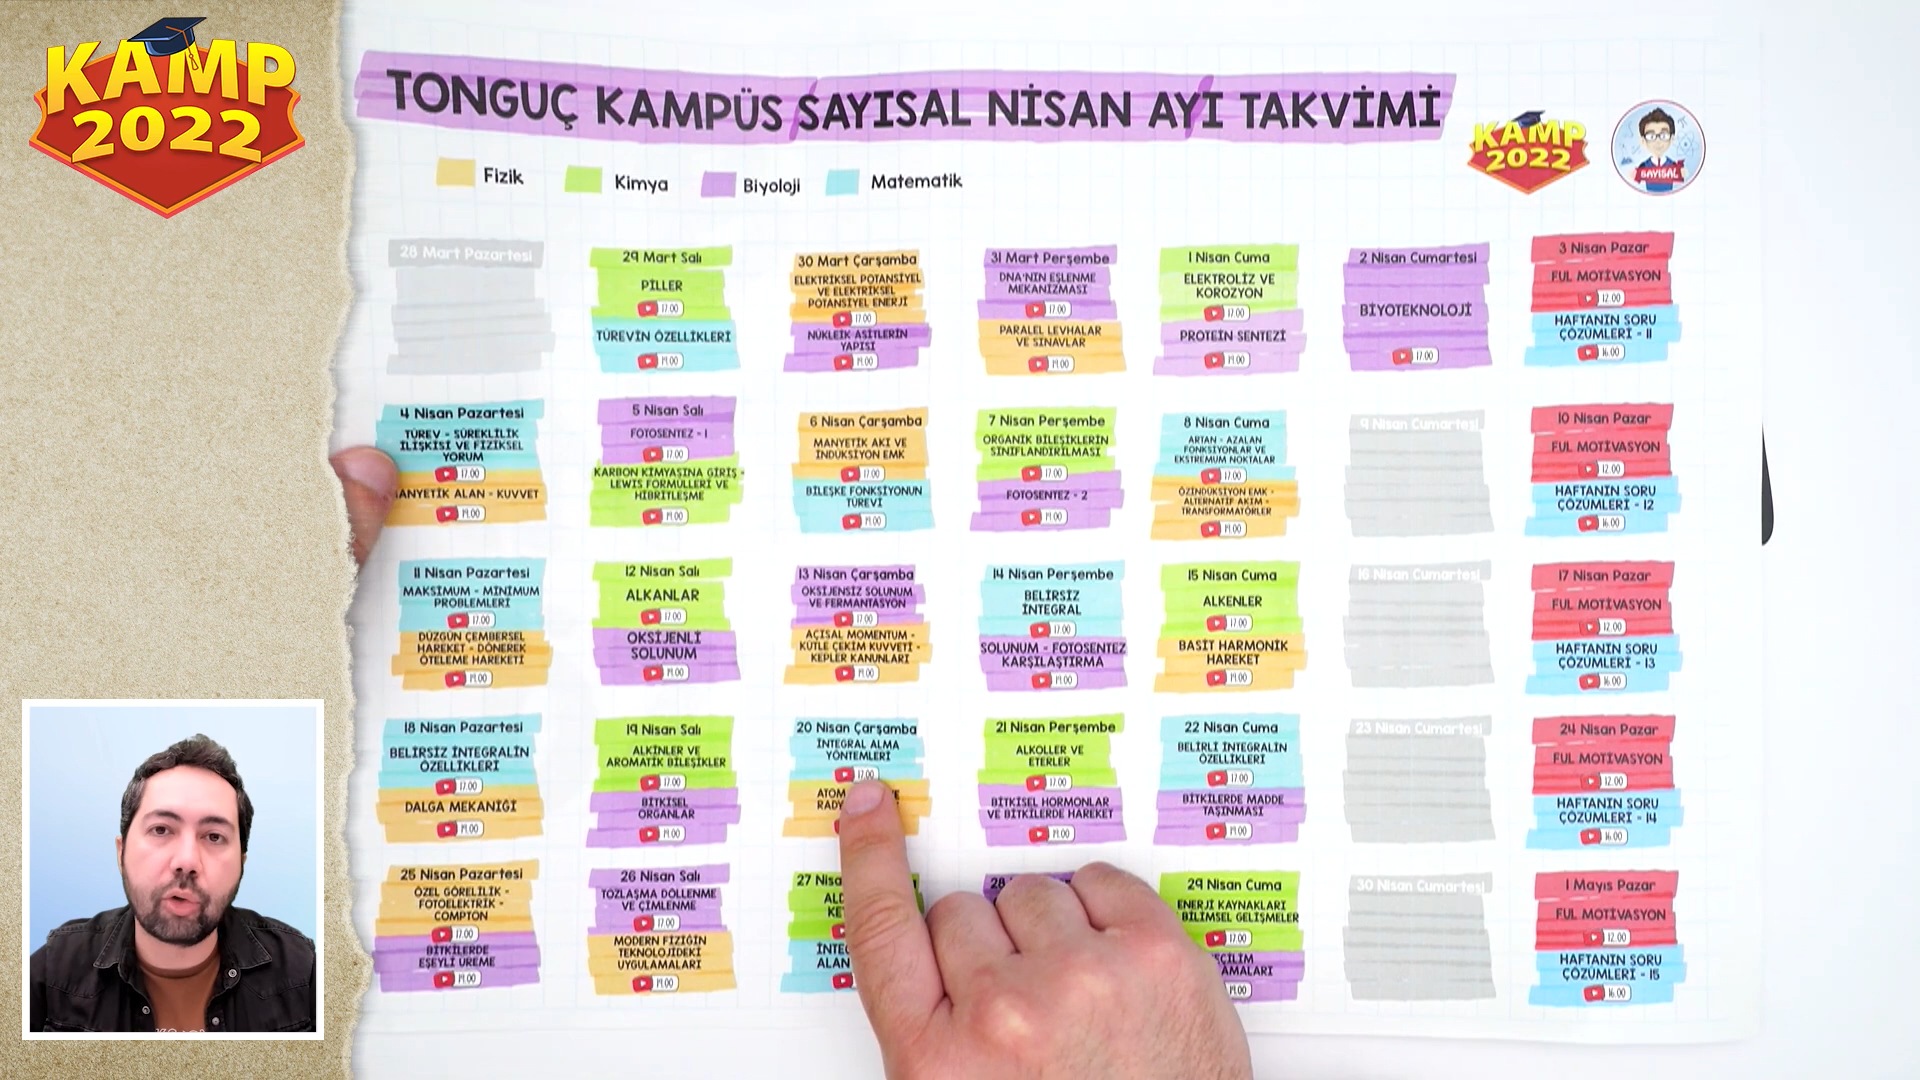 KAMP
2022
TONGUÇ KAMPÜS SAYISAL NİSAN AYI TAKVİMİ
KAMP
2022
SAYISAL
Fizik
Kimya
Biyoloji
Matematik
28 Mart Pazartesi
29 Mart Salı
PİLLER
17.00
TÜREVİN ÖZELLİKLERİ
19.00
30 Mart Çarşamba
ELEKTRİKSEL POTANSİYEL
VE ELEKTRİKSEL
POTANSİYEL ENERJİ
17.00
NÜKLEİK ASİTLERİN
YAPISI
19.00
31 Mart Perşembe
DNA'NIN EŞLENME
MEKANİZMASI
17.00
PARALEL LEVHALAR
VE SINAVLAR
19.00
1 Nisan Cuma
ELEKTROLİZ VE
KOROZYON
17.00
PROTEİN SENTEZİ
19.00
2 Nisan Cumartesi
BİYOTEKNOLOJİ
17.00
3 Nisan Pazar
FUL MOTİVASYON
12.00
HAFTANIN SORU
ÇÖZÜMLERİ - 11
16.00
4 Nisan Pazartesi
TÜREV - SÜREKLİLİK
İLİŞKİSİ VE FİZİKSEL
YORUM
17.00
MANYETİK ALAN - KUVVET
19.00
5 Nisan Salı
FOTOSENTEZ - 1
17.00
KARBON KİMYASINA GİRİŞ -
LEWIS FORMÜLLERİ VE
HİBRİTLEŞME
19.00
6 Nisan Çarşamba
MANYETİK AKI VE
İNDÜKSİYON EMK
17.00
BİLEŞKE FONKSİYONUN
TÜREVİ
19.00
7 Nisan Perşembe
ORGANİK BİLEŞİKLERİN
SINIFLANDIRILMASI
17.00
FOTOSENTEZ - 2
19.00
8 Nisan Cuma
ARTAN - AZALAN
FONKSİYONLAR VE
EKSTREMUM NOKTALAR
17.00
ÖZİNDÜKSİYON EMK -
ALTERNATİF AKIM -
TRANSFORMATÖRLER
19.00
9 Nisan Cumartesi
10 Nisan Pazar
FUL MOTİVASYON
12.00
HAFTANIN SORU
ÇÖZÜMLERİ - 12
16.00
11 Nisan Pazartesi
MAKSİMUM - MİNİMUM
PROBLEMLERİ
17.00
DÜZGÜN ÇEMBERSEL
HAREKET - DÖNEREK
ÖTELEME HAREKETİ
19.00
12 Nisan Salı
ALKANLAR
17.00
OKSİJENLİ
SOLUNUM
19.00
13 Nisan Çarşamba
OKSİJENSİZ SOLUNUM
VE FERMANTASYON
17.00
AÇISAL MOMENTUM -
KÜTLE ÇEKİM KUVVETİ -
KEPLER KANUNLARI
19.00
14 Nisan Perşembe
BELİRSİZ
İNTEGRAL
17.00
SOLUNUM - FOTOSENTEZ
KARŞILAŞTIRMA
19.00
15 Nisan Cuma
ALKENLER
17.00
BASİT HARMONİK
HAREKET
19.00
16 Nisan Cumartesi
17 Nisan Pazar
FUL MOTİVASYON
12.00
HAFTANIN SORU
ÇÖZÜMLERİ - 13
16.00
18 Nisan Pazartesi
BELİRSİZ İNTEGRALİN
ÖZELLİKLERİ
17.00
DALGA MEKANİĞİ
19.00
19 Nisan Salı
ALKİNLER VE
AROMATİK BİLEŞİKLER
17.00
BİTKİSEL
ORGANLAR
19.00
20 Nisan Çarşamba
İNTEGRAL ALMA
YÖNTEMLERİ
17.00
ATOM
21 Nisan Perşembe
ALKOLLER VE
ETERLER
17.00
BİTKİSEL HORMONLAR
VE BİTKİLERDE HAREKET
19.00
22 Nisan Cuma
BELİRLİ İNTEGRALİN
ÖZELLİKLERİ
17.00
BİTKİLERDE MADDE
TAŞINMASI
19.00
23 Nisan Cumartesi
24 Nisan Pazar
FUL MOTİVASYON
12.00
HAFTANIN SORU
ÇÖZÜMLERİ - 14
16.00
25 Nisan Pazartesi
ÖZEL GÖRELİLİK -
FOTOELEKTRİK -
COMPTON
17.00
BİTKİLERDE
EŞEYLİ ÜREME
19.00
26 Nisan Salı
TOZLAŞMA DÖLLENME
VE ÇİMLENME
17.00
MODERN FİZİĞİN
TEKNOLOJİDEKİ
UYGULAMALARI
19.00
27
28
29 Nisan Cuma
ENERJİ KAYNAKLARI
BİLİMSEL GELİŞMELER
17.00
19.00
30 Nisan Cumartesi
1 Mayıs Pazar
FUL MOTİVASYON
12.00
HAFTANIN SORU
ÇÖZÜMLERİ - 15
16.00